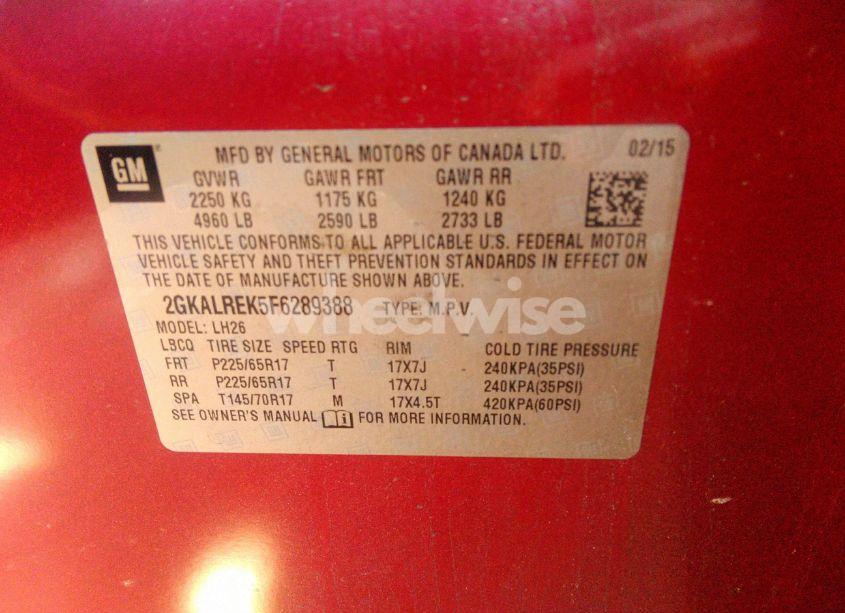 GM
MFD BY GENERAL MOTORS OF CANADA LTD. 02/15
GVWR GAWR FRT GAWR RR
2250 KG 1175 KG 1240 KG
4960 LB 2590 LB 2733 LB
THIS VEHICLE CONFORMS TO ALL APPLICABLE U.S. FEDERAL MOTOR
VEHICLE SAFETY AND THEFT PREVENTION STANDARDS IN EFFECT ON
THE DATE OF MANUFACTURE SHOWN ABOVE.
2GKALREK5F6289388 TYPE: M.P.V.
wheelwise
MODEL: LH26
LBCQ TIRE SIZE SPEED RTG RIM COLD TIRE PRESSURE
FRT P225/65R17 T 17X7J 240KPA(35PSI)
RR P225/65R17 T 17X7J 240KPA(35PSI)
SPA T145/70R17 M 17X4.5T 420KPA(60PSI)
SEE OWNER'S MANUAL FOR MORE INFORMATION.